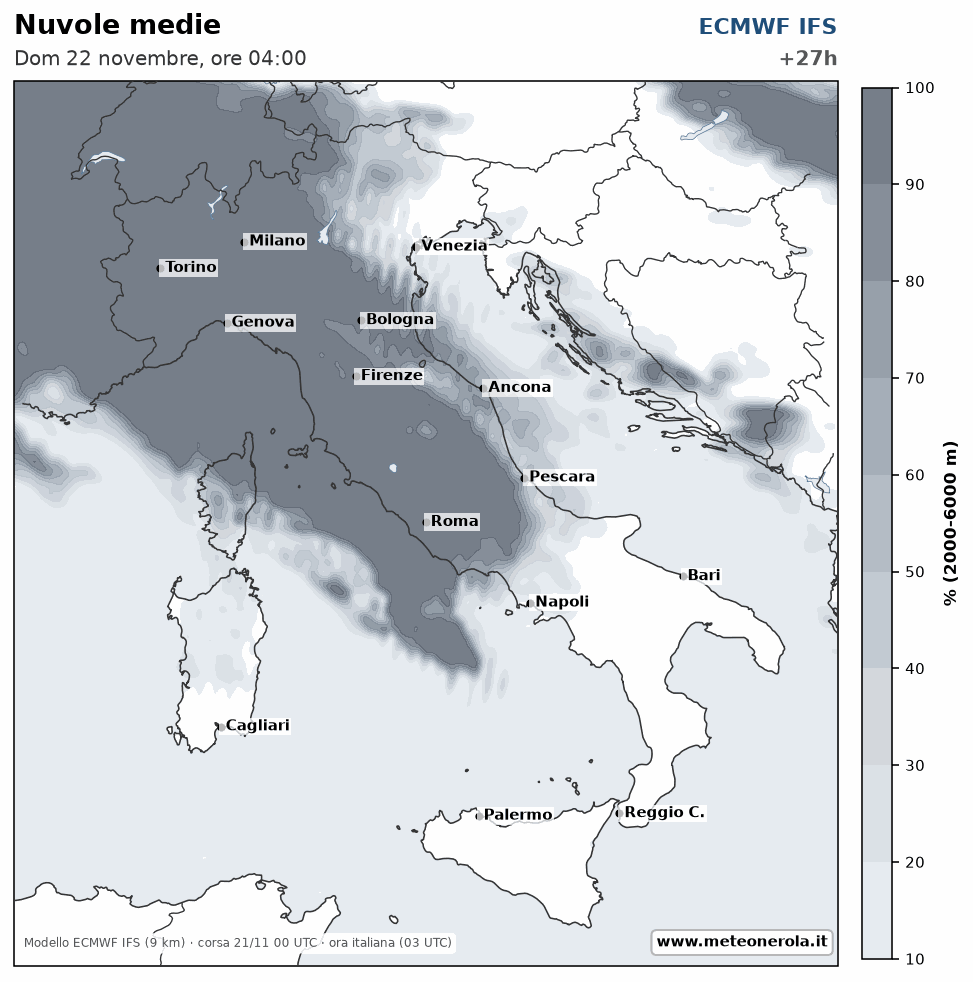 Nuvole medie
ECMWF IFS
Dom 22 novembre, ore 04:00
+27h
Milano
Venezia
Torino
Genova
Bologna
Firenze
Ancona
Pescara
Roma
Bari
Napoli
Cagliari
Palermo
Reggio C.
100
90
80
70
60
50
40
30
20
10
% (2000-6000 m)
Modello ECMWF IFS (9 km) · corsa 21/11 00 UTC · ora italiana (03 UTC)
www.meteonerola.it